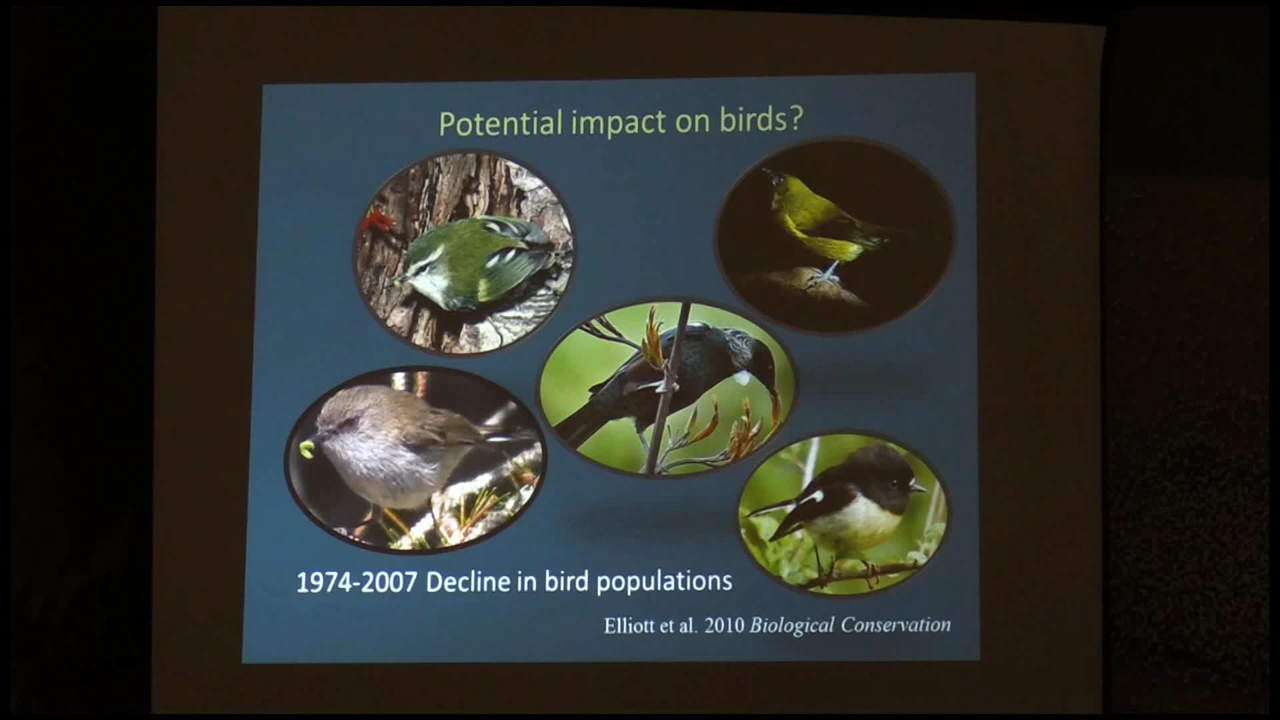 Potential impact on birds?
1974-2007 Decline in bird populations
Elliott et al. 2010 Biological Conservation